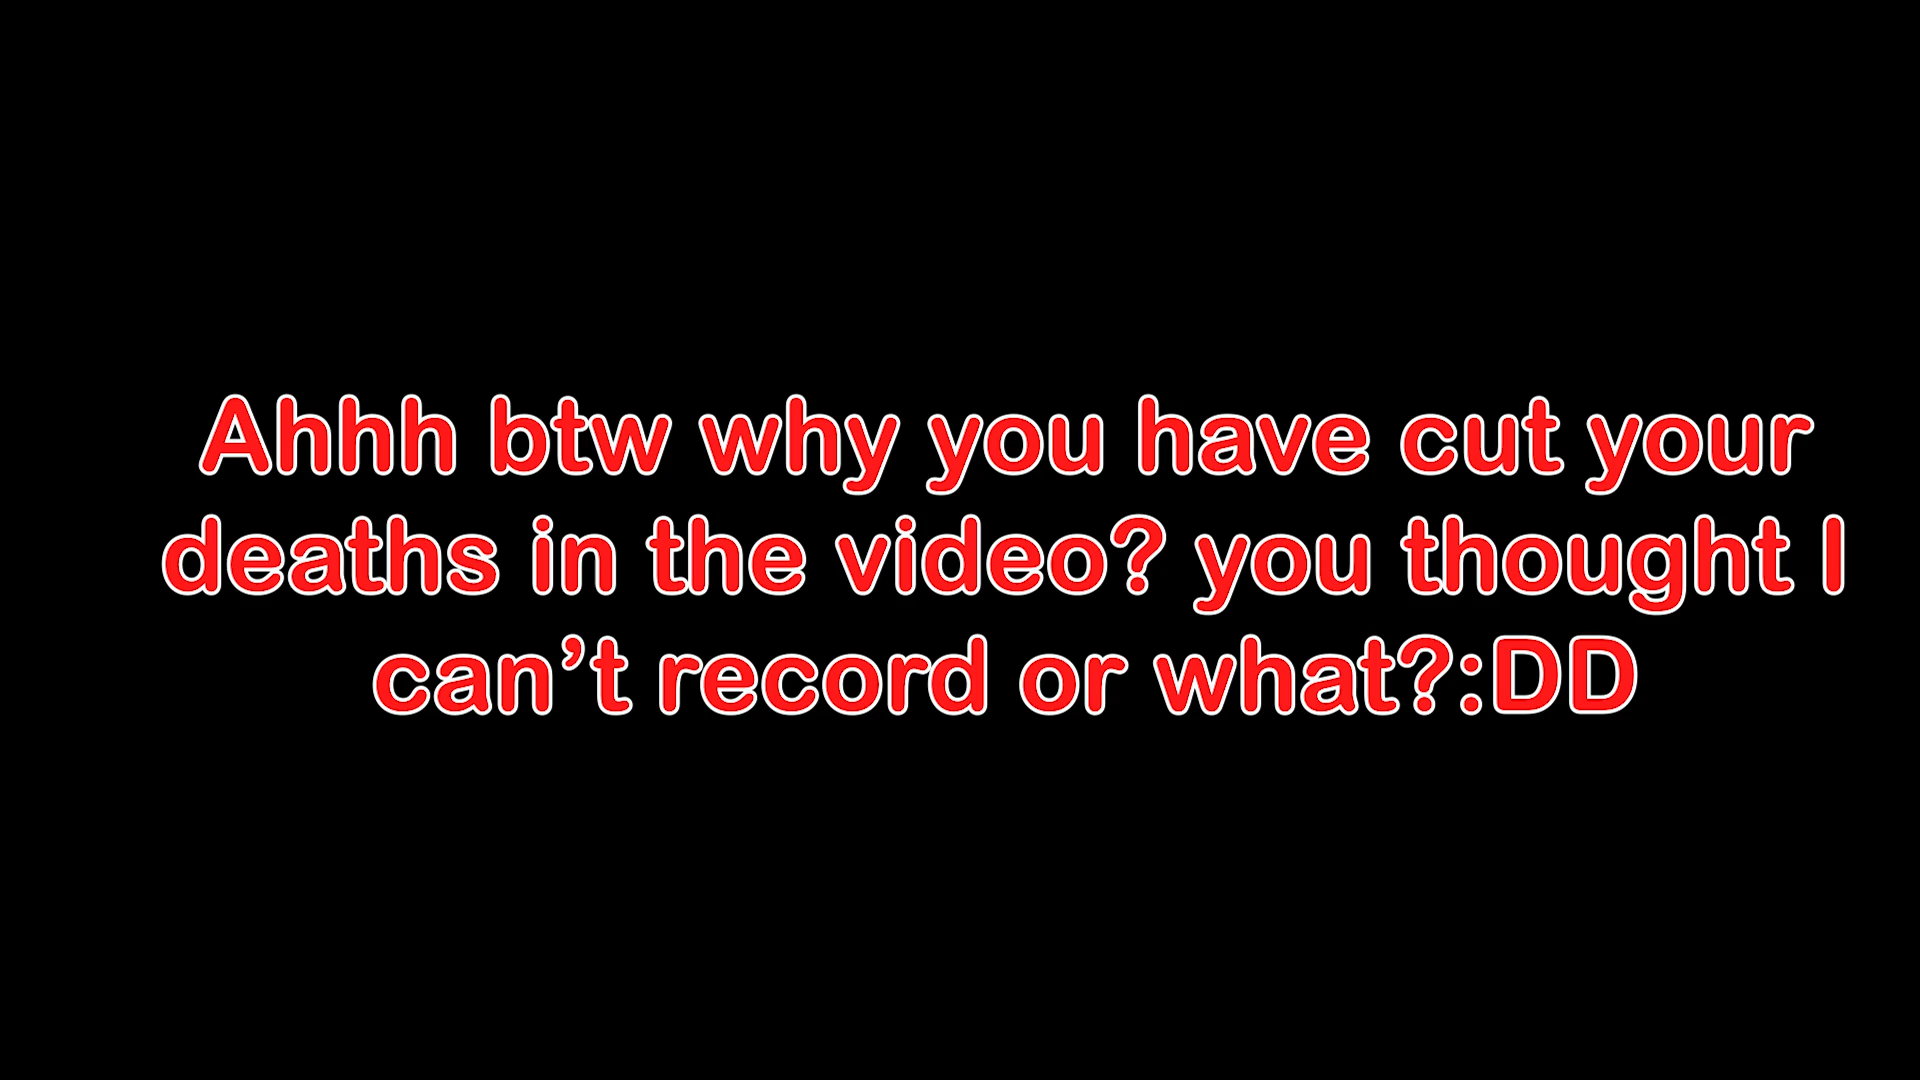 Ahhh btw why you have cut your
deaths in the video? you thought I
can’t record or what?:DD